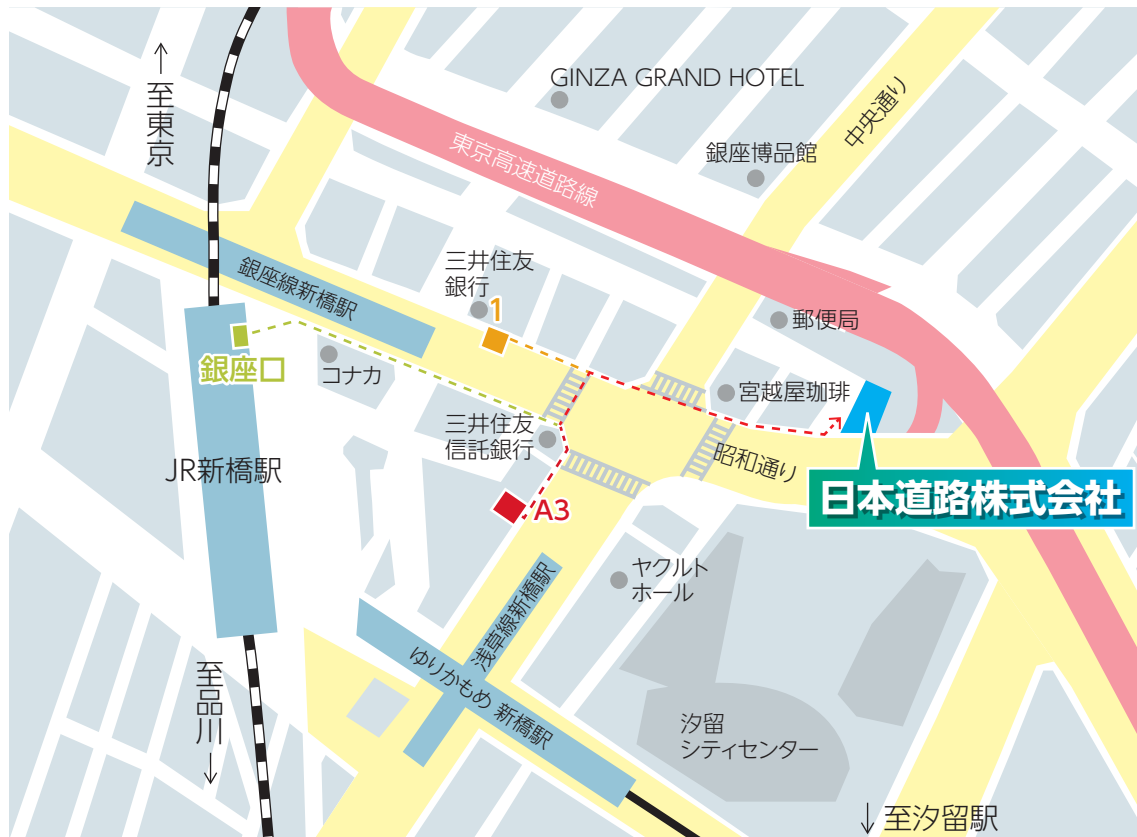 ↑至東京
GINZA GRAND HOTEL
中央通り
銀座博品館
東京高速道路線
三井住友
銀行
1
銀座線新橋駅
郵便局
銀座口
コナカ
宮越屋珈琲
三井住友
信託銀行
昭和通り
JR新橋駅
日本道路株式会社
A3
ヤクルト
ホール
浅草線新橋駅
ゆりかもめ 新橋駅
至品川↓
汐留
シティセンター
↓至汐留駅